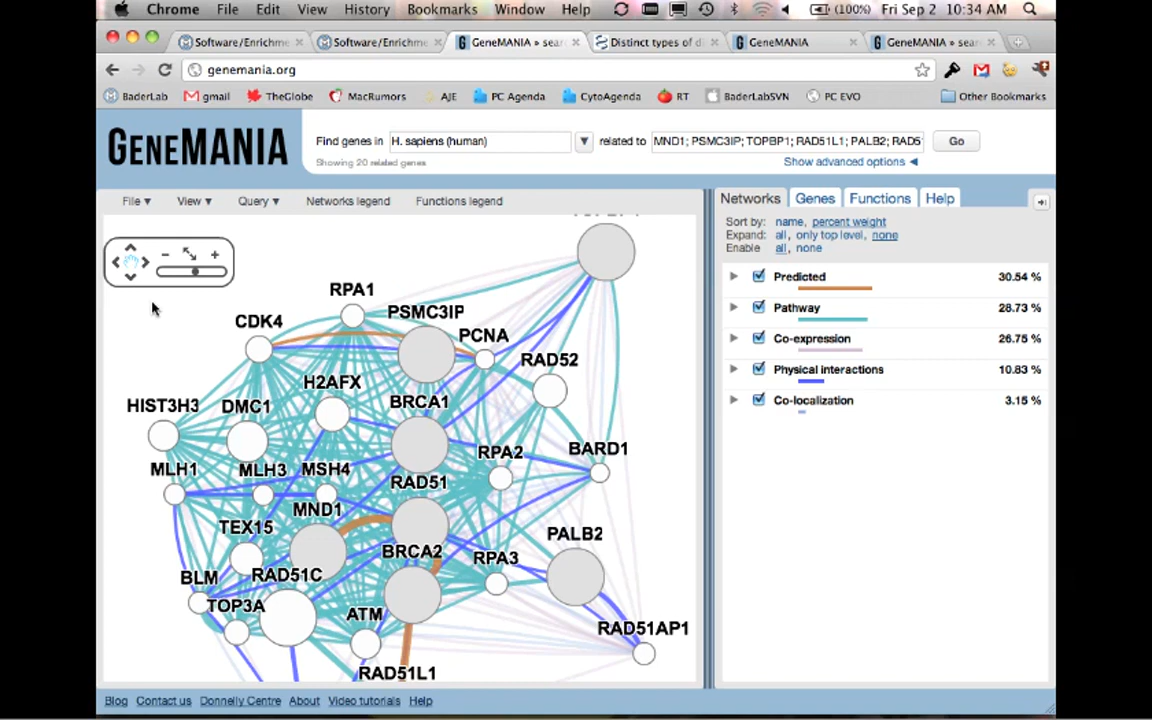 Chrome File Edit View History Bookmarks Window Help (100%) Fri Sep 2 10:34 AM
Software/Enrichme Software/Enrichme GeneMANIA » sear Distinct types of di GeneMANIA GeneMANIA » sear
genemania.org
BaderLab gmail TheGlobe MacRumors AJE PC Agenda CytoAgenda RT BaderLabSVN PC EVO Other Bookmarks
GENEMANIA
Find genes in H. sapiens (human) related to MND1; PSMC3IP; TOPBP1; RAD51L1; PALB2; RAD5 Go
Showing 20 related genes
Show advanced options
File View Query Networks legend Functions legend
Networks Genes Functions Help
Sort by: name, percent weight
Expand: all, only top level, none
Enable all, none
Predicted 30.54 %
Pathway 28.73 %
Co-expression 26.75 %
Physical interactions 10.83 %
Co-localization 3.15 %
RPA1
PSMC3IP
CDK4
PCNA
RAD52
H2AFX
BRCA1
HIST3H3
DMC1
BARD1
RPA2
MLH1
MLH3
MSH4
RAD51
MND1
TEX15
PALB2
BRCA2
RPA3
BLM
RAD51C
TOP3A
ATM
RAD51AP1
RAD51L1
Blog Contact us Donnelly Centre About Video tutorials Help